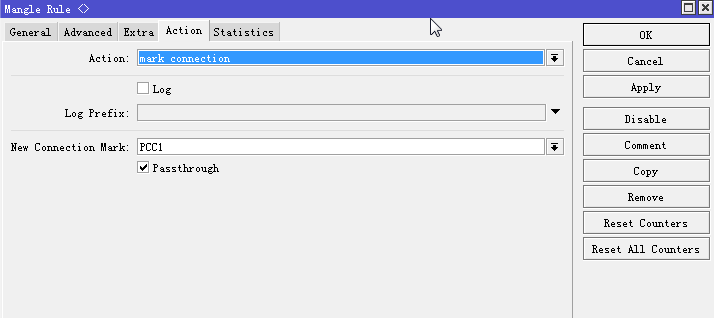 Mangle Rule <>
General Advanced Extra Action Statistics
Action: mark connection
Log
Log Prefix:
New Connection Mark: PCC1
Passthrough
OK
Cancel
Apply
Disable
Comment
Copy
Remove
Reset Counters
Reset All Counters